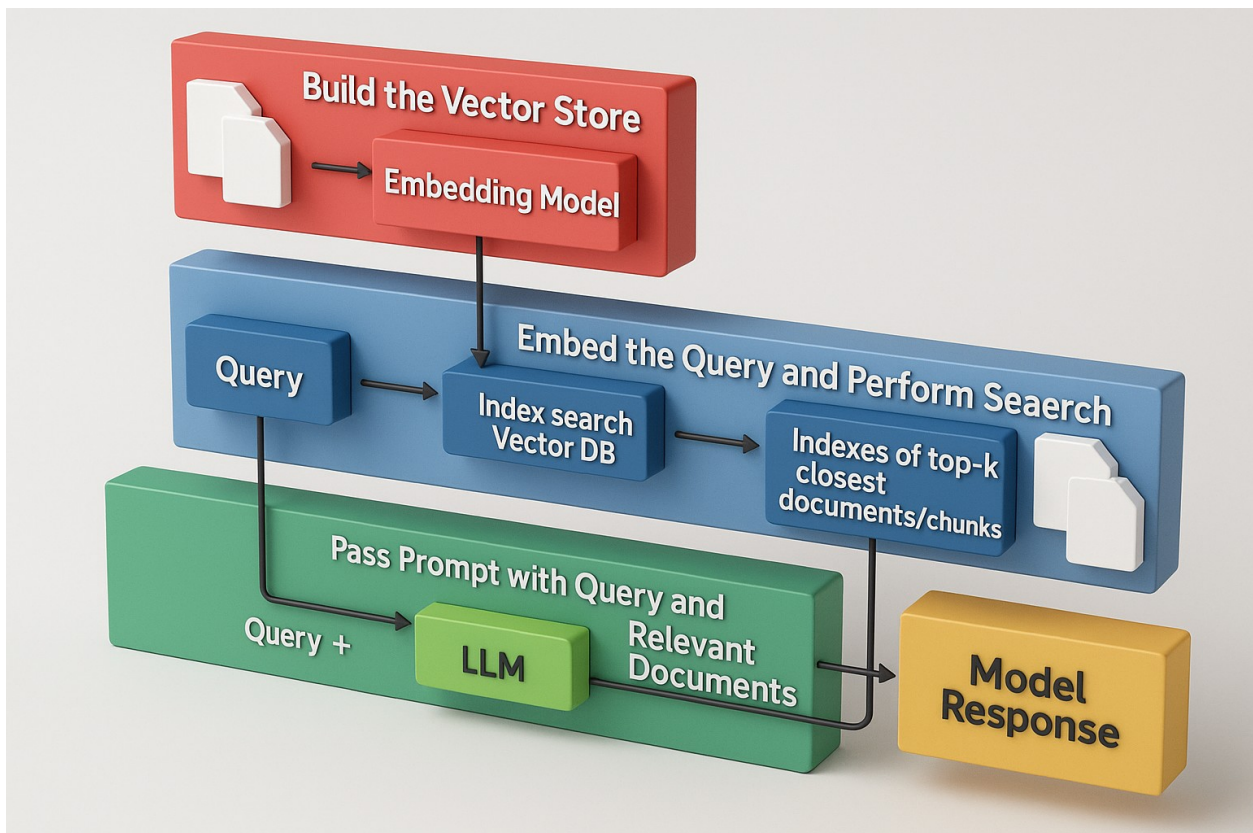 Build the Vector Store
Embedding Model
Embed the Query and Perform Seaerch
Query
Index search
Vector DB
Indexes of top-k
closest
documents/chunks
Pass Prompt with Query and
Relevant
Documents
Query +
LLM
Model
Response